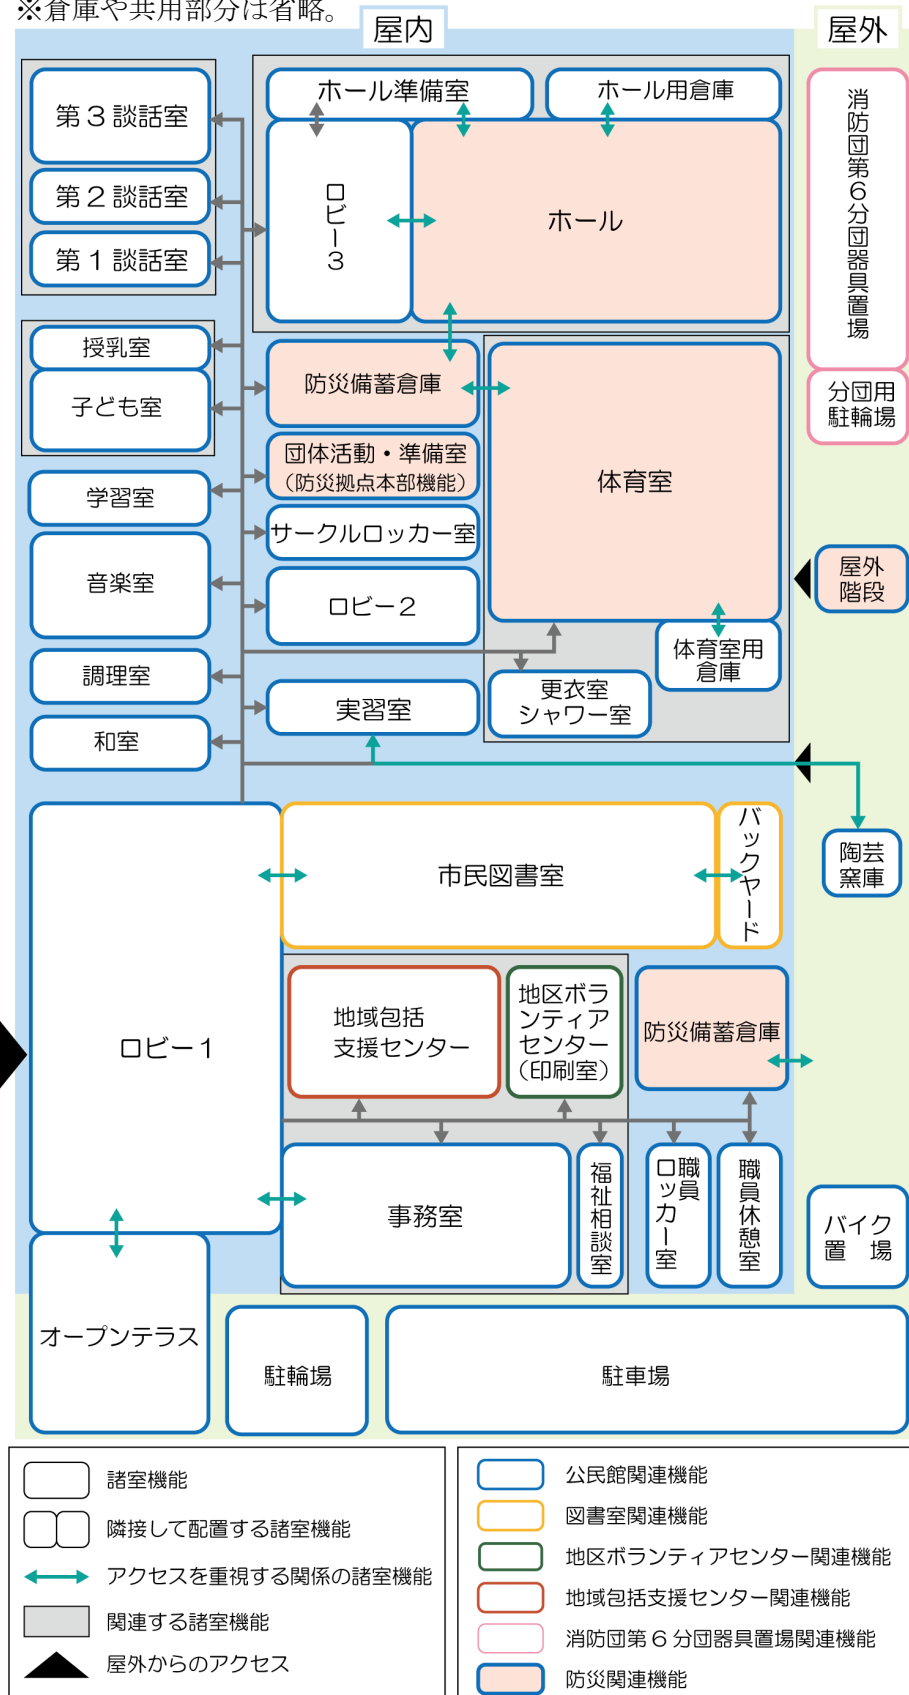 ※倉庫や共用部分は省略。
屋内
屋外
第3談話室
第2談話室
第1談話室
授乳室
子ども室
学習室
音楽室
調理室
和室
ホール準備室
ホール用倉庫
ロビー3
ホール
防災備蓄倉庫
団体活動・準備室
（防災拠点本部機能）
サークルロッカー室
ロビー2
実習室
体育室
体育室用
倉庫
更衣室
シャワー室
消防団第6分団器具置場
分団用
駐輪場
屋外
階段
陶芸
窯庫
市民図書室
バックヤード
ロビー1
地域包括
支援センター
地区ボラ
ンティア
センター
（印刷室）
防災備蓄倉庫
事務室
福祉相談室
職員
ロッカー室
職員休憩室
バイク
置　場
オープンテラス
駐輪場
駐車場
諸室機能
隣接して配置する諸室機能
アクセスを重視する関係の諸室機能
関連する諸室機能
屋外からのアクセス
公民館関連機能
図書室関連機能
地区ボランティアセンター関連機能
地域包括支援センター関連機能
消防団第6分団器具置場関連機能
防災関連機能